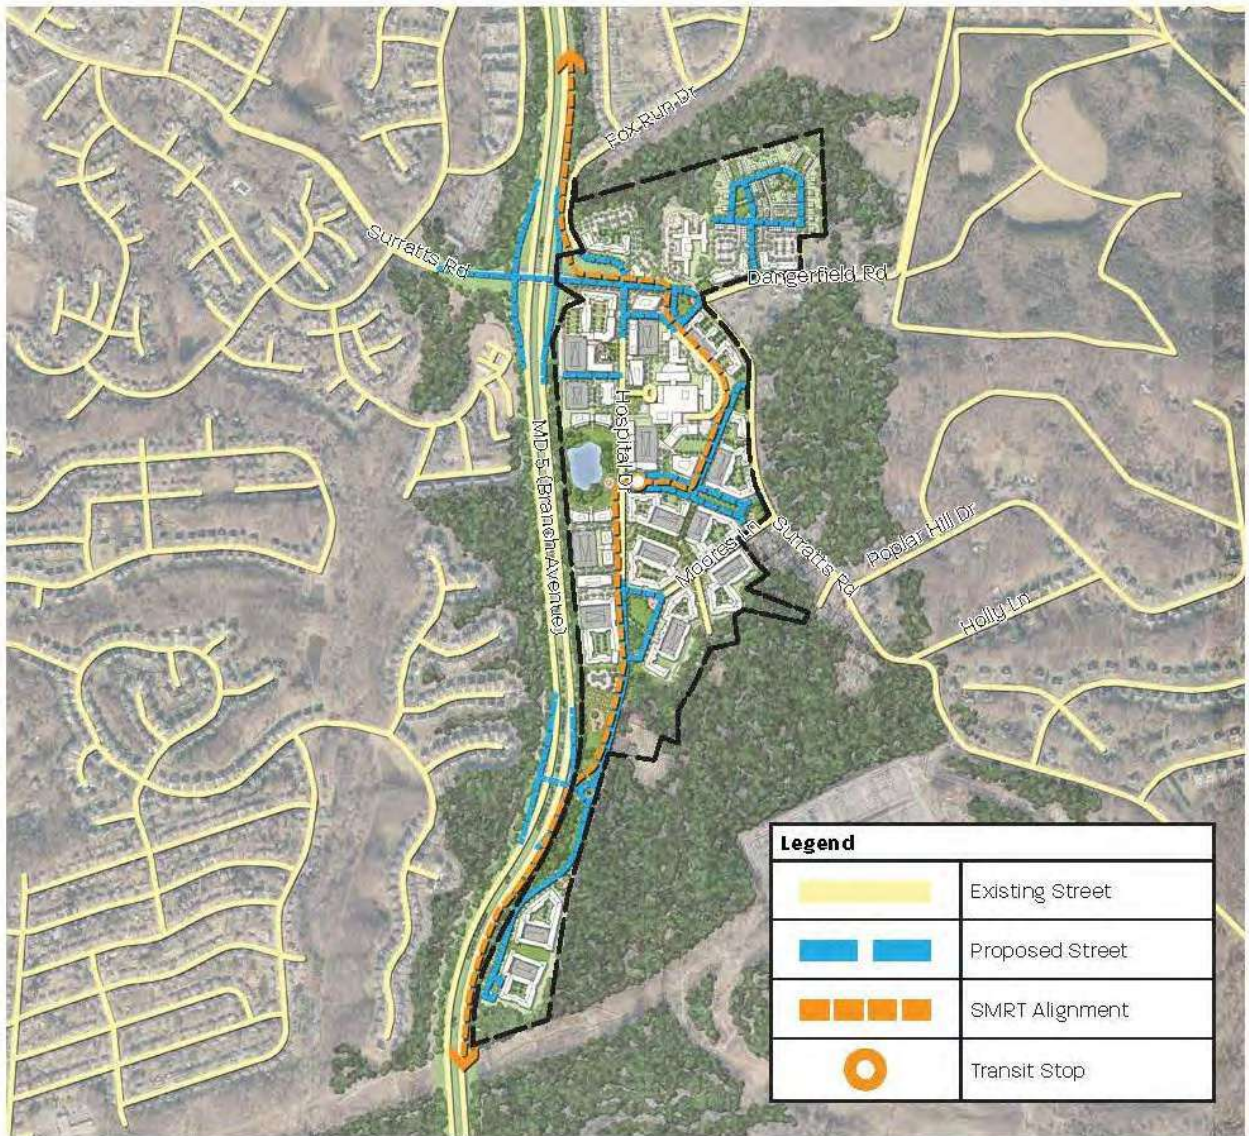 Fox Run Dr
Surratts Rd
Dangerfield Rd
Hospital Dr
MD 5 (Branch Avenue)
Moores Ln
Surratts Rd
Poplar Hill Dr
Holly Ln
Legend
Existing Street
Proposed Street
SMRT Alignment
Transit Stop